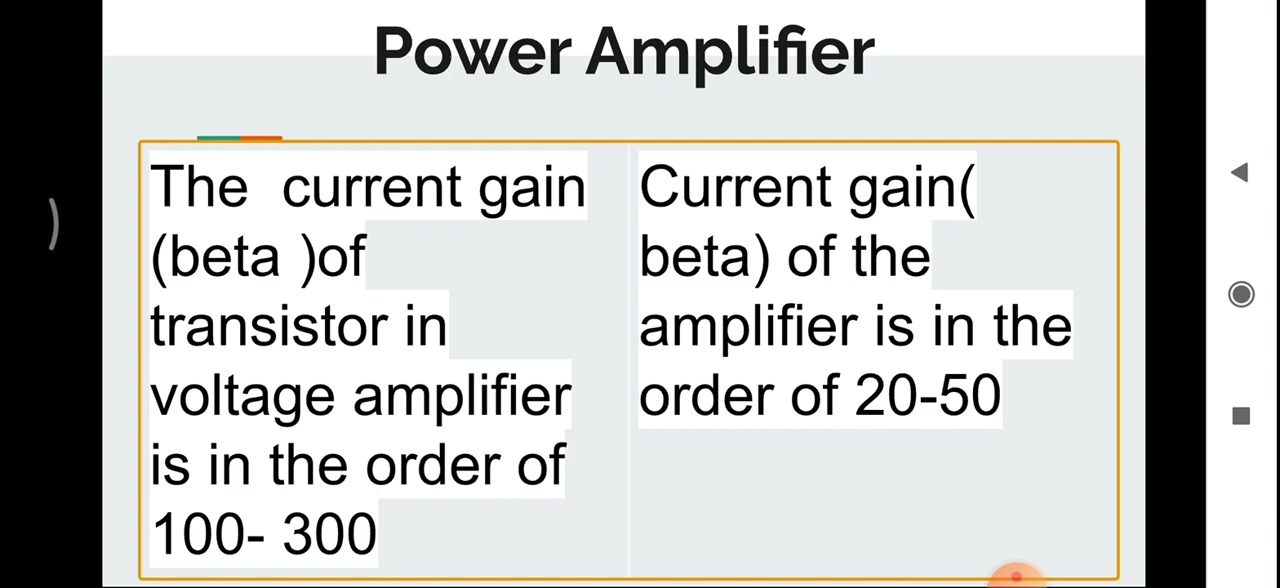 Power Amplifier
The current gain
(beta )of
transistor in
voltage amplifier
is in the order of
100- 300
Current gain(
beta) of the
amplifier is in the
order of 20-50